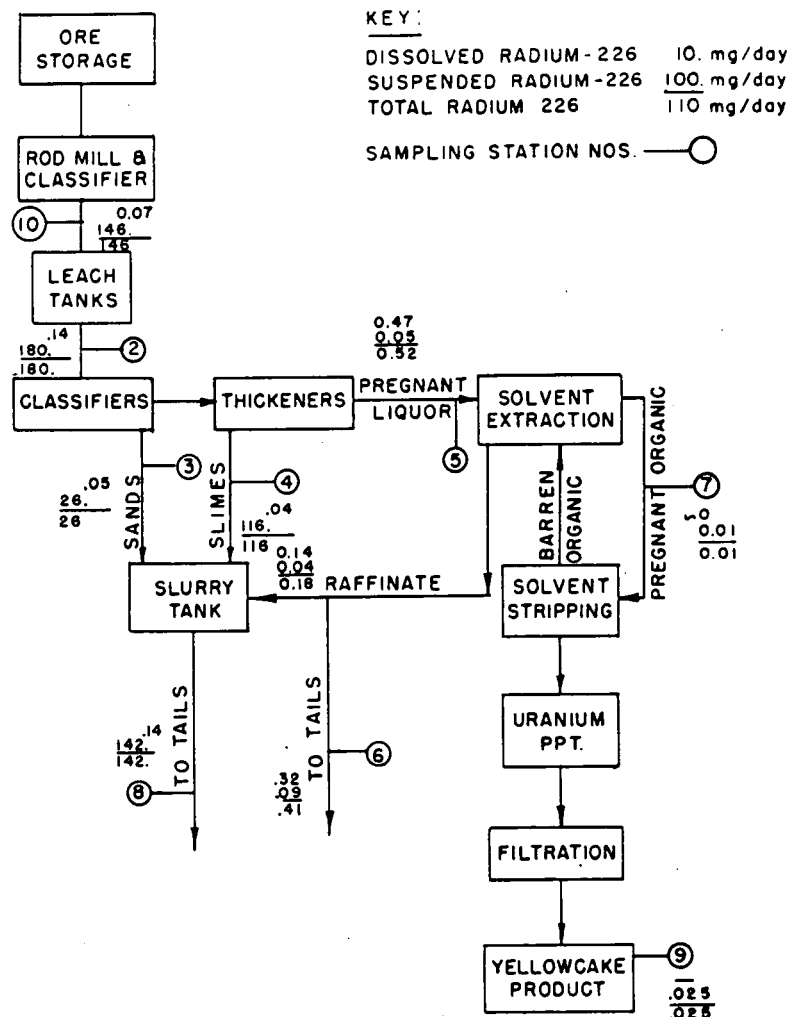 KEY:
DISSOLVED RADIUM-226 10. mg/day
SUSPENDED RADIUM-226 100. mg/day
TOTAL RADIUM 226 110 mg/day
SAMPLING STATION NOS.
ORE
STORAGE
ROD MILL &
CLASSIFIER
10
0.07
146.
146
LEACH
TANKS
.14
180.
.180.
2
CLASSIFIERS
THICKENERS
0.47
0.05
0.52
PREGNANT
LIQUOR
5
SOLVENT
EXTRACTION
PREGNANT ORGANIC
7
~0
0.01
0.01
3
.05
26.
26
SANDS
4
.04
116.
116
SLIMES
BARREN
ORGANIC
SLURRY
TANK
0.14
0.04
0.18
RAFFINATE
SOLVENT
STRIPPING
.14
142.
142.
TO TAILS
8
TO TAILS
6
.32
.09
.41
URANIUM
PPT.
FILTRATION
YELLOWCAKE
PRODUCT
9
—
.025
.025